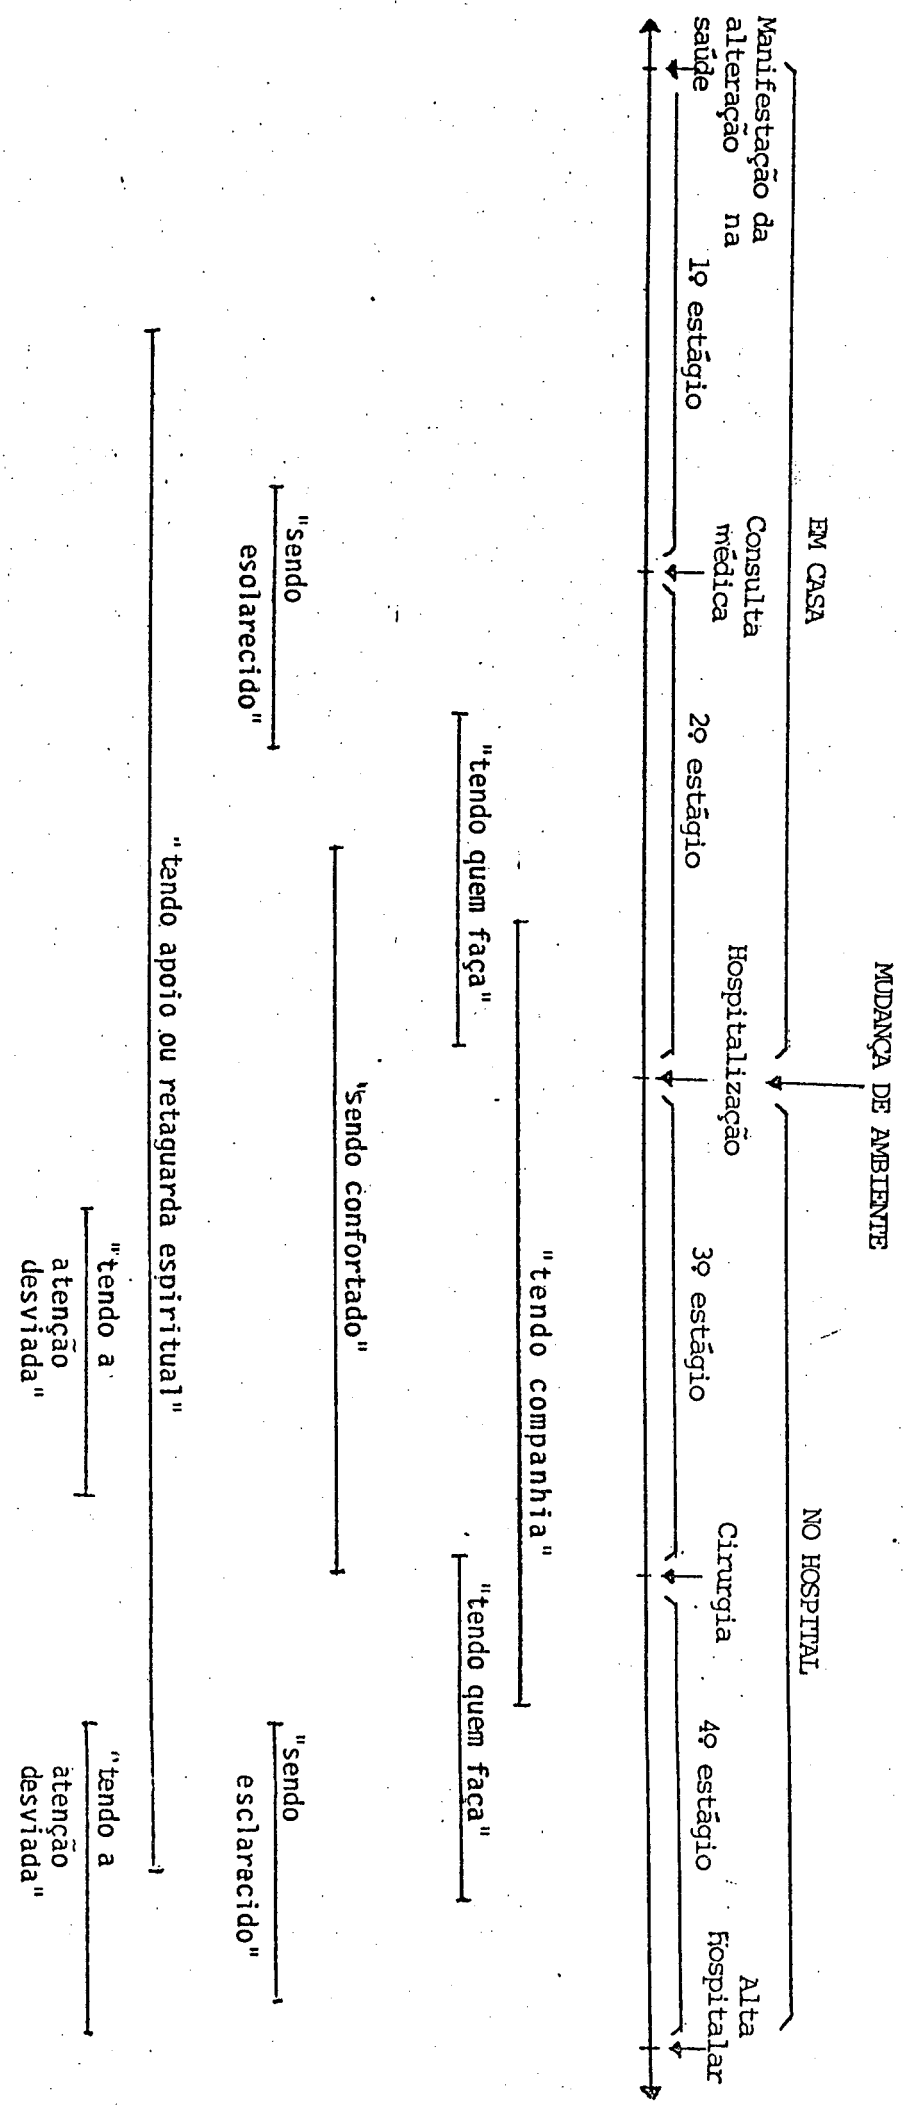 MUDANÇA DE AMBIENTE
EM CASA
NO HOSPITAL
Manifestação da
alteração na
saúde
Consulta
médica
Hospitalização
Cirurgia
Alta
hospitalar
1º estágio
2º estágio
3º estágio
4º estágio
"tendo companhia"
"tendo quem faça"
"tendo quem faça"
"sendo confortado"
"sendo
esolarecido"
"sendo
esclaracido"
"tendo apoio ou retaguarda espiritual"
"tendo a
atenção
desviada"
"tendo a
atenção
desviada"